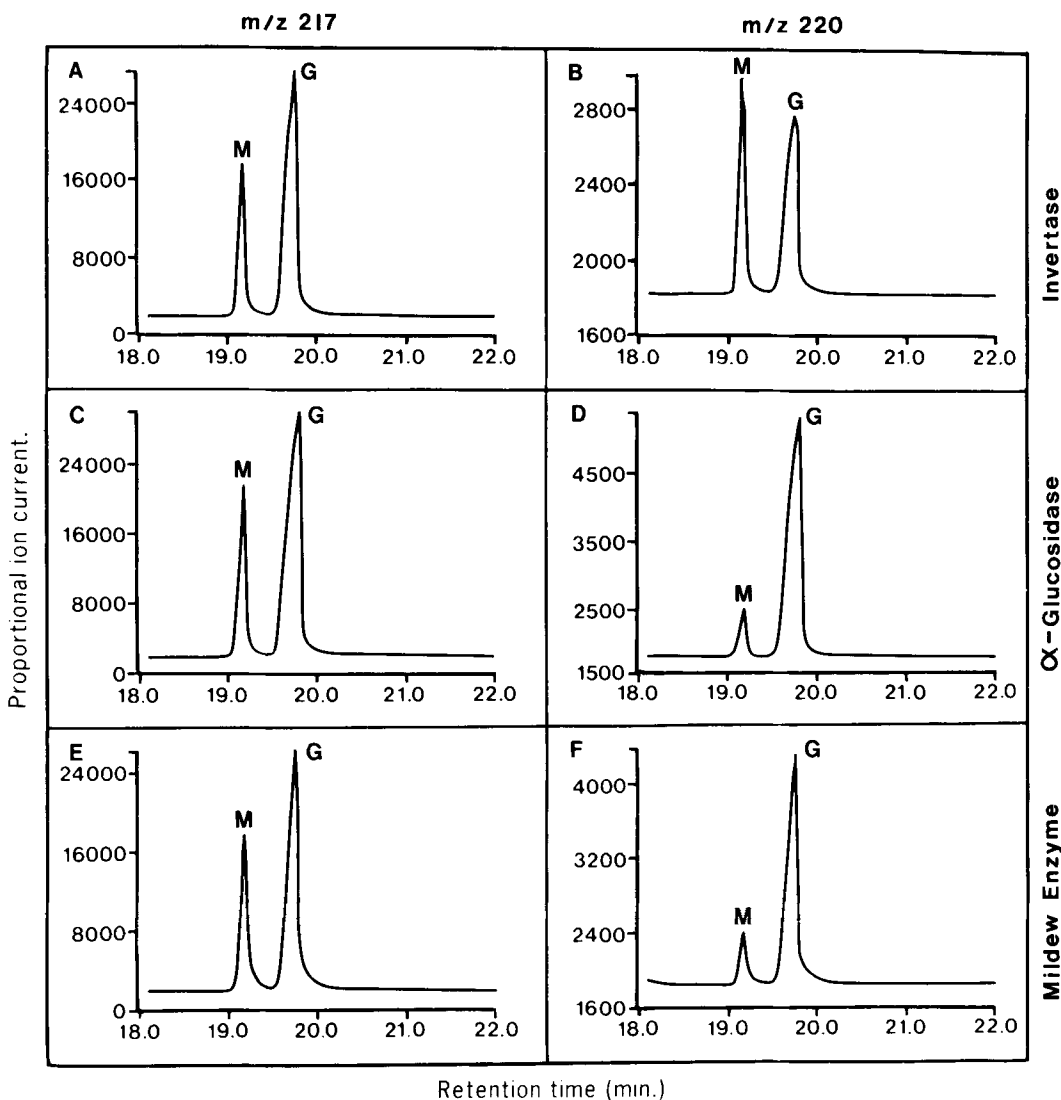 m/z 217
m/z 220
A
M
G
24000
16000
8000
0
18.0 19.0 20.0 21.0 22.0
B
M
G
2800
2400
2000
1600
18.0 19.0 20.0 21.0 22.0
Invertase
C
M
G
24000
16000
8000
0
18.0 19.0 20.0 21.0 22.0
D
M
G
4500
3500
2500
1500
18.0 19.0 20.0 21.0 22.0
α-Glucosidase
E
M
G
24000
16000
8000
0
18.0 19.0 20.0 21.0 22.0
F
M
G
4000
3200
2400
1600
18.0 19.0 20.0 21.0 22.0
Mildew Enzyme
Proportional ion current.
Retention time (min.)